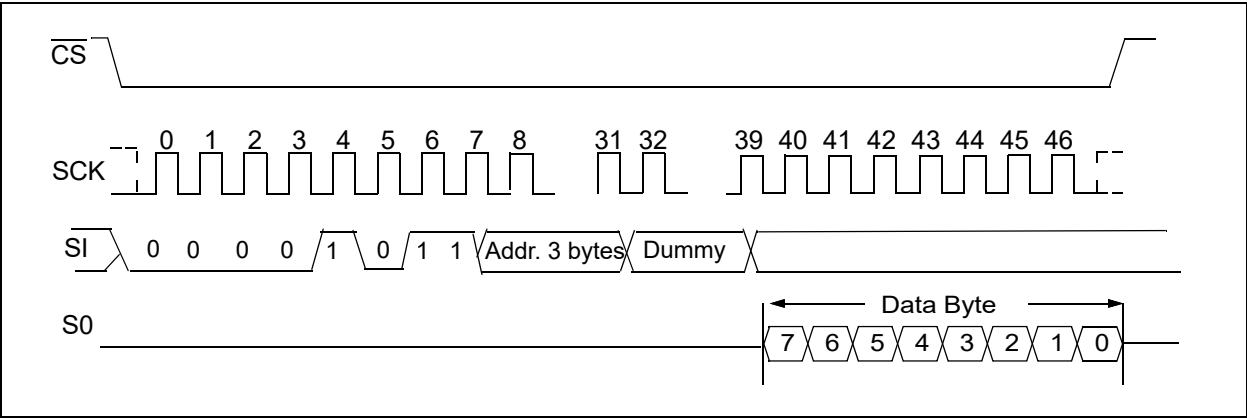 CS
0 1 2 3 4 5 6 7 8 31 32 39 40 41 42 43 44 45 46
SCK
SI 0 0 0 0 1 0 1 1 Addr. 3 bytes Dummy
Data Byte
S0
7 6 5 4 3 2 1 0